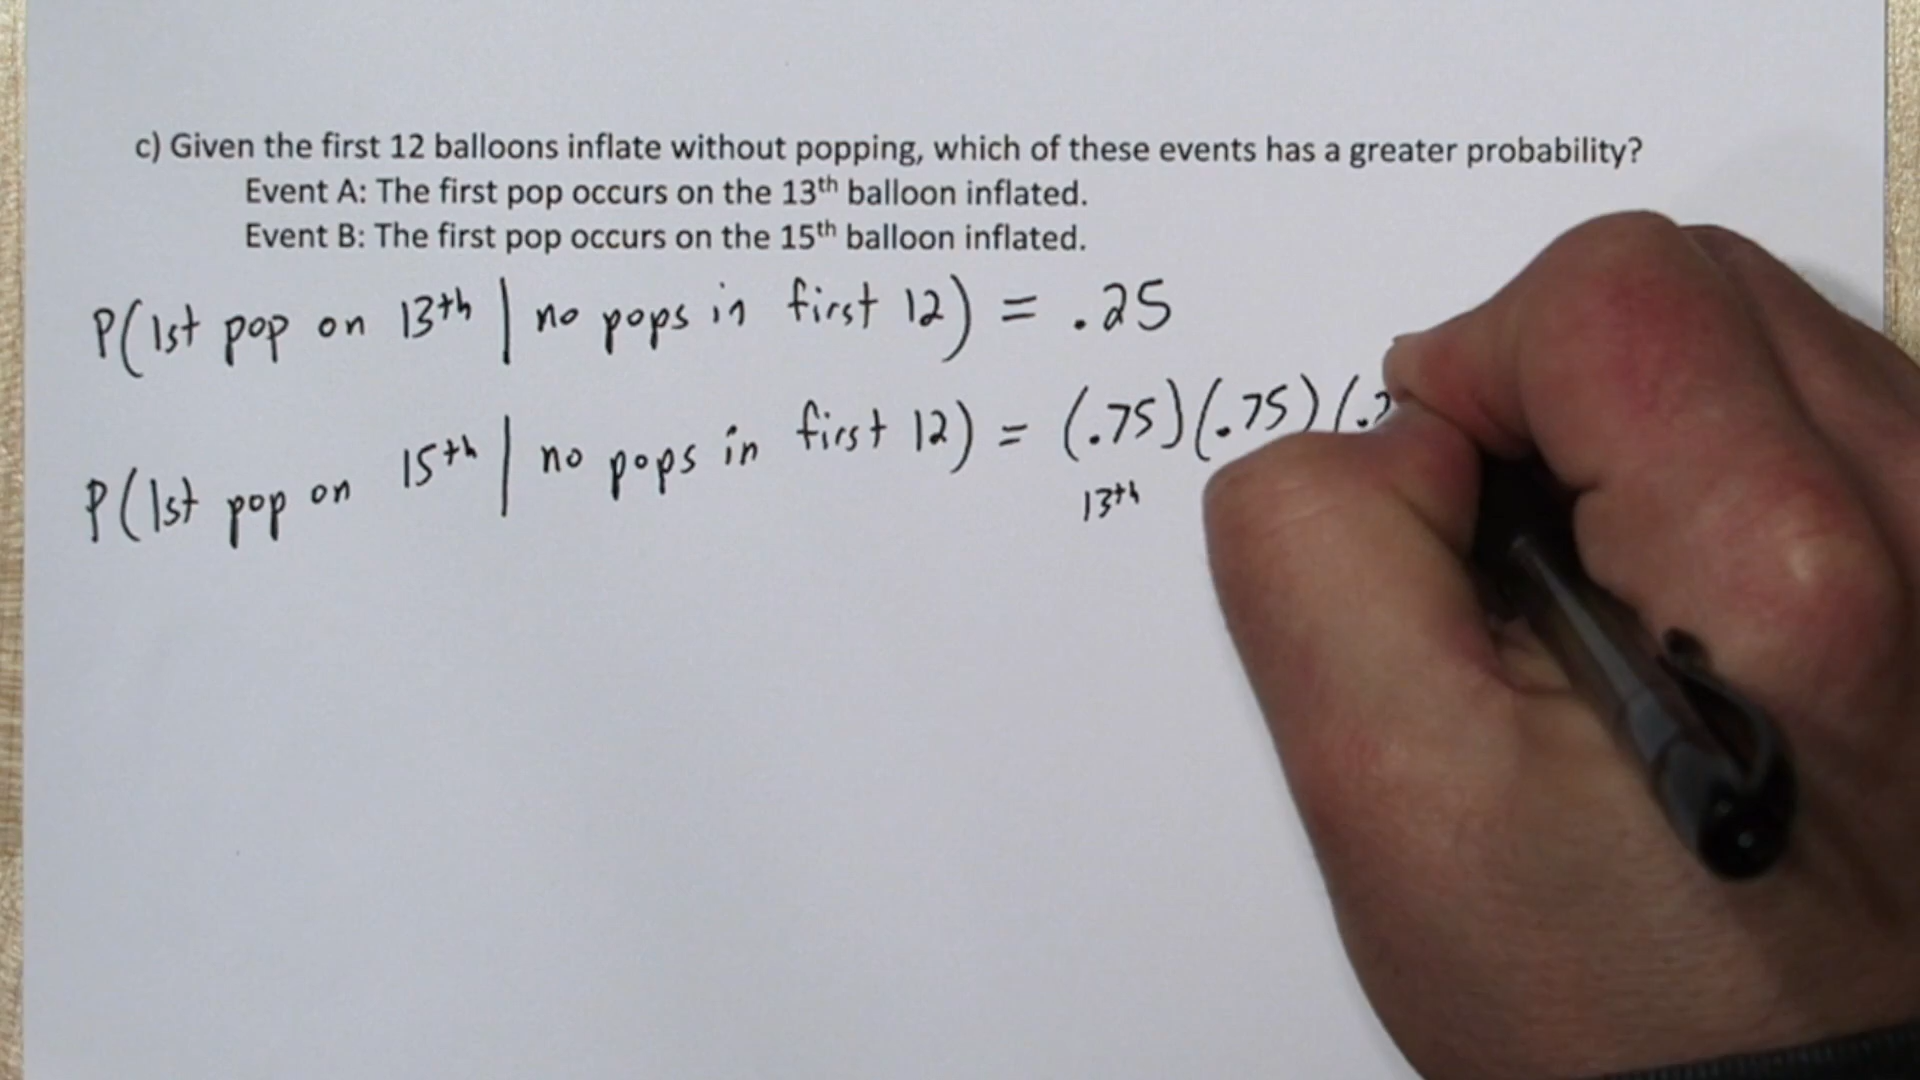 c) Given the first 12 balloons inflate without popping, which of these events has a greater probability?
Event A: The first pop occurs on the 13th balloon inflated.
Event B: The first pop occurs on the 15th balloon inflated.
P(1st pop on 13th | no pops in first 12) = .25
P(1st pop on 15th | no pops in first 12) = (.75)(.75)(.2
13th